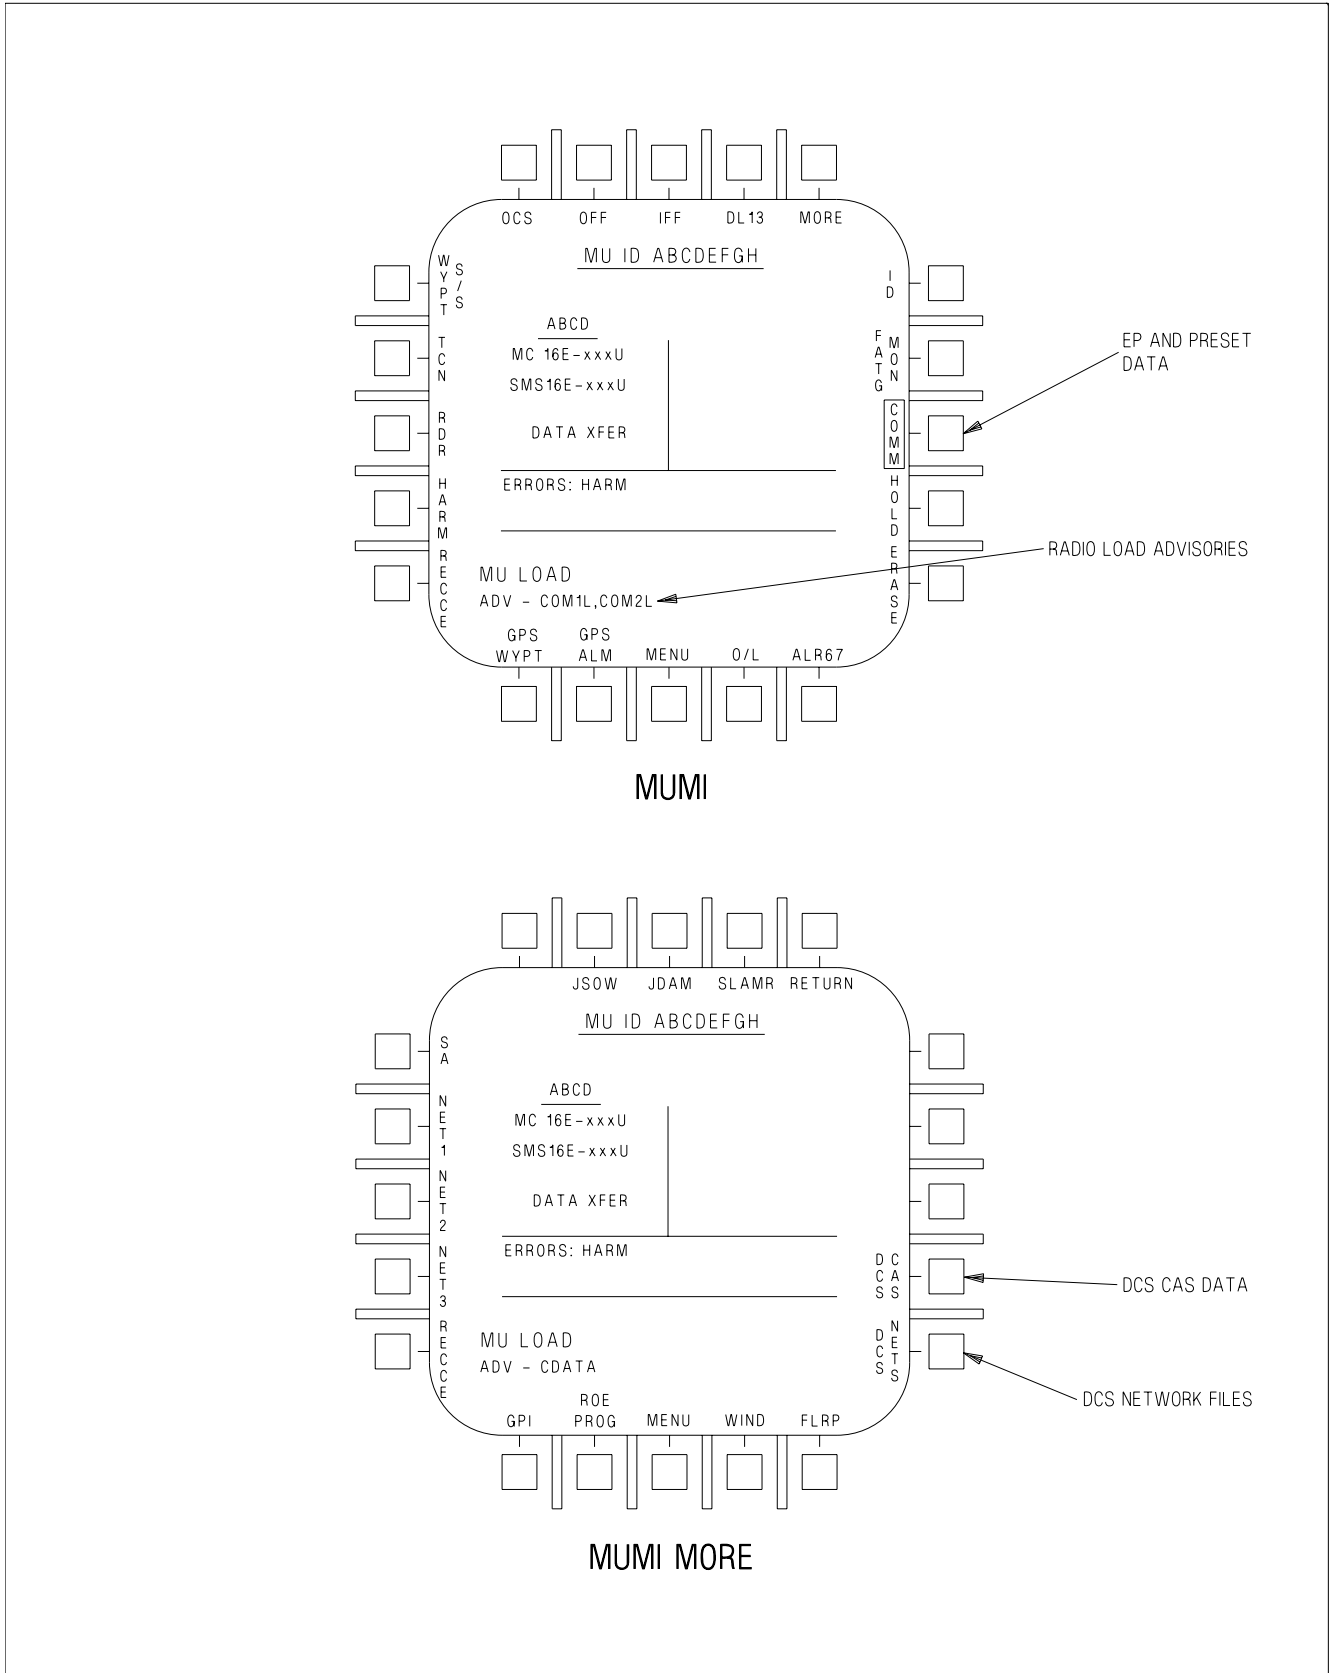 OCS OFF IFF DL13 MORE
MU ID ABCDEFGH
WYPT S/S
TCN
RDR
HARM
RECCE
ID
FATG MON
COMM
HOLD
ERASE
ABCD
MC 16E-xxxU
SMS16E-xxxU
DATA XFER
ERRORS: HARM
MU LOAD
ADV - COM1L,COM2L
GPS WYPT
GPS ALM
MENU
O/L
ALR67
EP AND PRESET
DATA
RADIO LOAD ADVISORIES
MUMI
JSOW JDAM SLAMR RETURN
MU ID ABCDEFGH
SA
NET1
NET2
NET3
RECCE
ABCD
MC 16E-xxxU
SMS16E-xxxU
DATA XFER
ERRORS: HARM
MU LOAD
ADV - CDATA
DCS CAS
DCS NETS
GPI
ROE PROG
MENU
WIND
FLRP
DCS CAS DATA
DCS NETWORK FILES
MUMI MORE